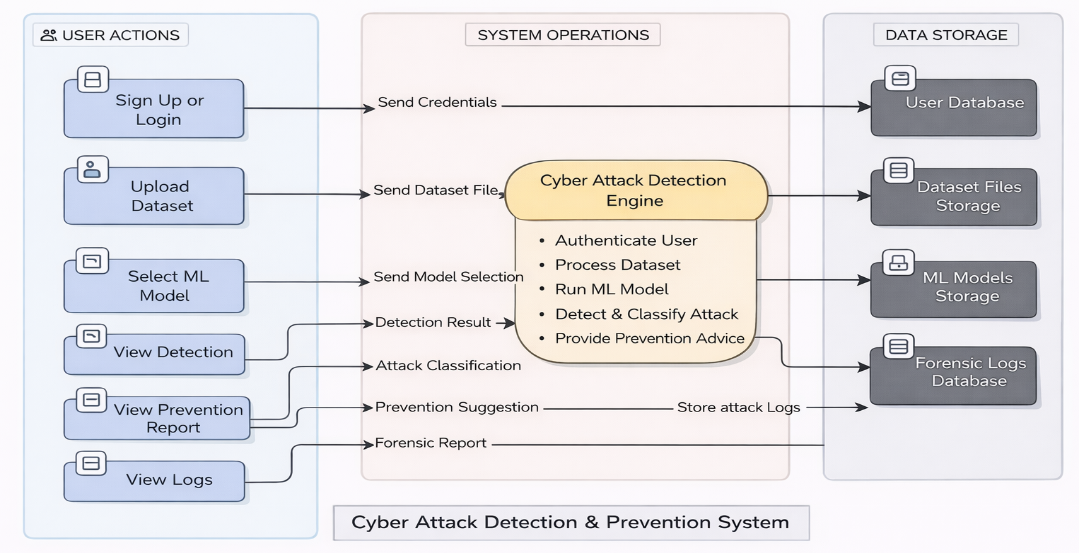 USER ACTIONS
SYSTEM OPERATIONS
DATA STORAGE
Sign Up or
Login
Send Credentials
User Database
Upload
Dataset
Send Dataset File
Cyber Attack Detection
Engine
Dataset Files
Storage
• Authenticate User
• Process Dataset
• Run ML Model
• Detect & Classify Attack
• Provide Prevention Advice
Select ML
Model
Send Model Selection
ML Models
Storage
View Detection
Detection Result
Attack Classification
Forensic Logs
Database
View Prevention
Report
Prevention Suggestion
Store attack Logs
View Logs
Forensic Report
Cyber Attack Detection & Prevention System